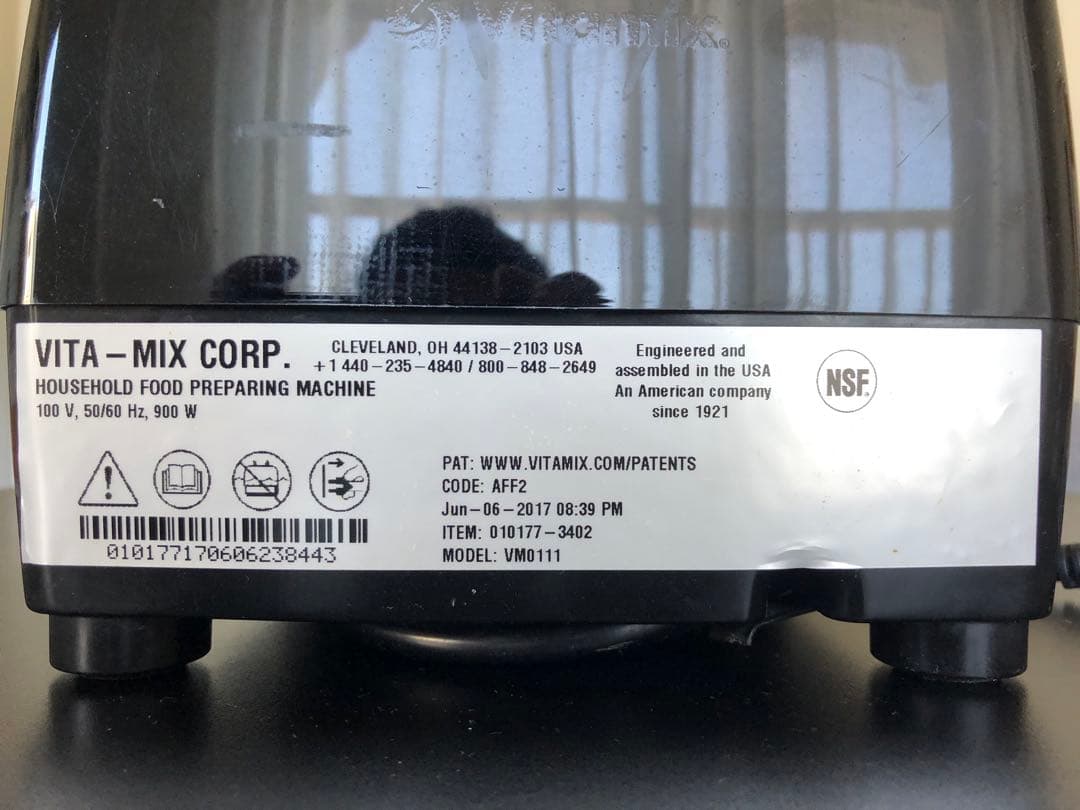 Vitamix®
VITA-MIX CORP.
CLEVELAND, OH 44138-2103 USA
+1 440-235-4840 / 800-848-2649
HOUSEHOLD FOOD PREPARING MACHINE
100 V, 50/60 Hz, 900 W
Engineered and
assembled in the USA
An American company
since 1921
NSF®
PAT: WWW.VITAMIX.COM/PATENTS
CODE: AFF2
Jun-06-2017 08:39 PM
ITEM: 010177-3402
MODEL: VM0111
010177170606238443